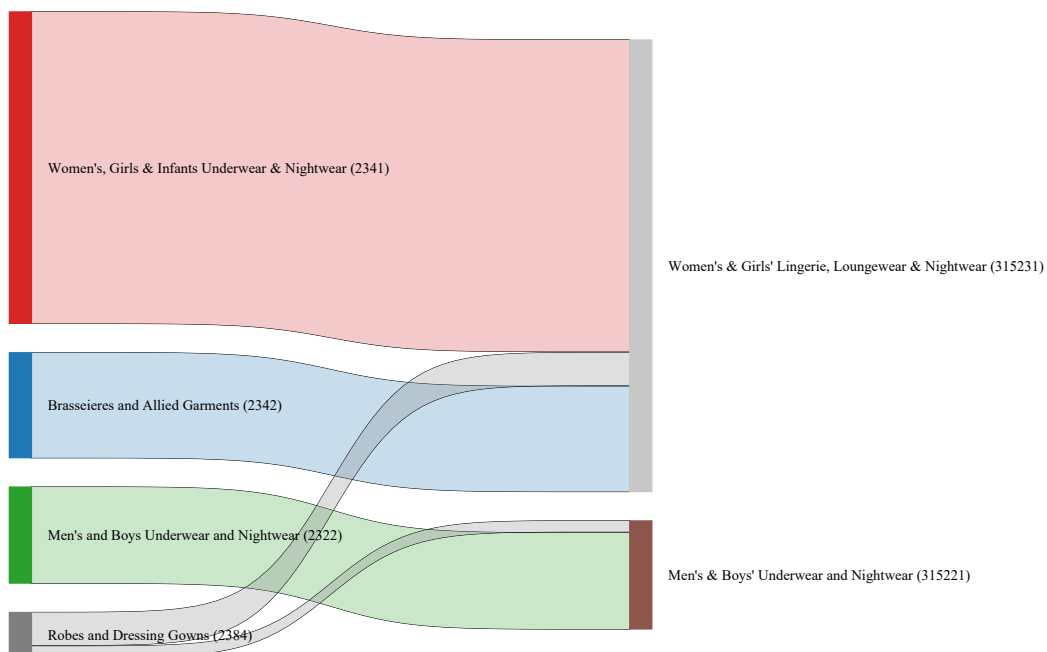 Women's, Girls & Infants Underwear & Nightwear (2341)
Women's & Girls' Lingerie, Loungewear & Nightwear (315231)
Brasseieres and Allied Garments (2342)
Men's and Boys Underwear and Nightwear (2322)
Men's & Boys' Underwear and Nightwear (315221)
Robes and Dressing Gowns (2384)